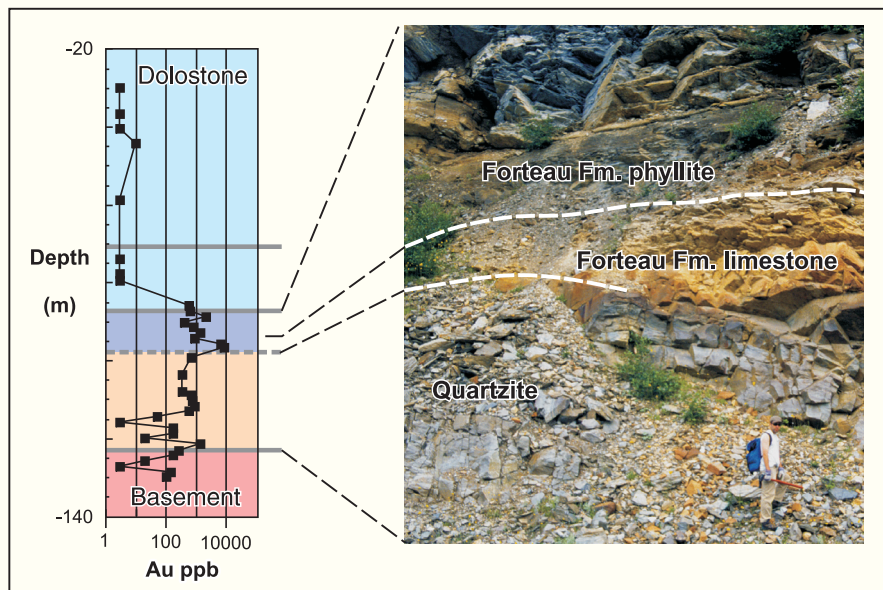 -20
Dolostone
Depth
(m)
Basement
-140
1
100
10000
Au ppb
Forteau Fm. phyllite
Forteau Fm. limestone
Quartzite